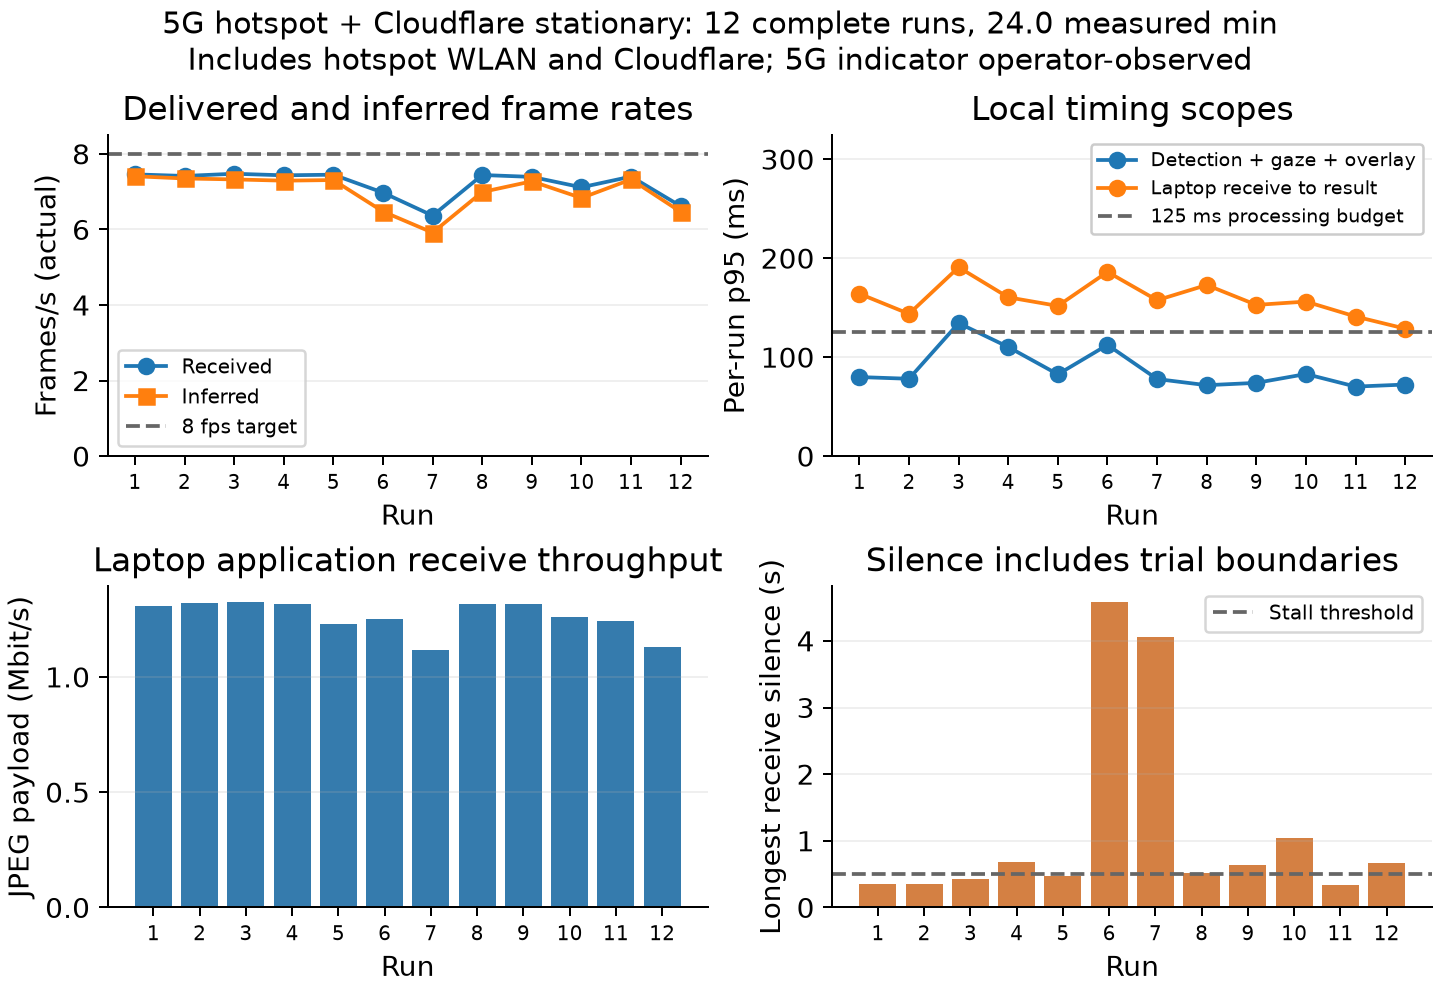 5G hotspot + Cloudflare stationary: 12 complete runs, 24.0 measured min
Includes hotspot WLAN and Cloudflare; 5G indicator operator-observed
Delivered and inferred frame rates
Frames/s (actual)
8
6
4
2
0
Received
Inferred
8 fps target
1 2 3 4 5 6 7 8 9 10 11 12
Run
Local timing scopes
Per-run p95 (ms)
300
200
100
0
Detection + gaze + overlay
Laptop receive to result
125 ms processing budget
1 2 3 4 5 6 7 8 9 10 11 12
Run
Laptop application receive throughput
JPEG payload (Mbit/s)
1.0
0.5
0.0
1 2 3 4 5 6 7 8 9 10 11 12
Run
Silence includes trial boundaries
Longest receive silence (s)
4
3
2
1
0
Stall threshold
1 2 3 4 5 6 7 8 9 10 11 12
Run